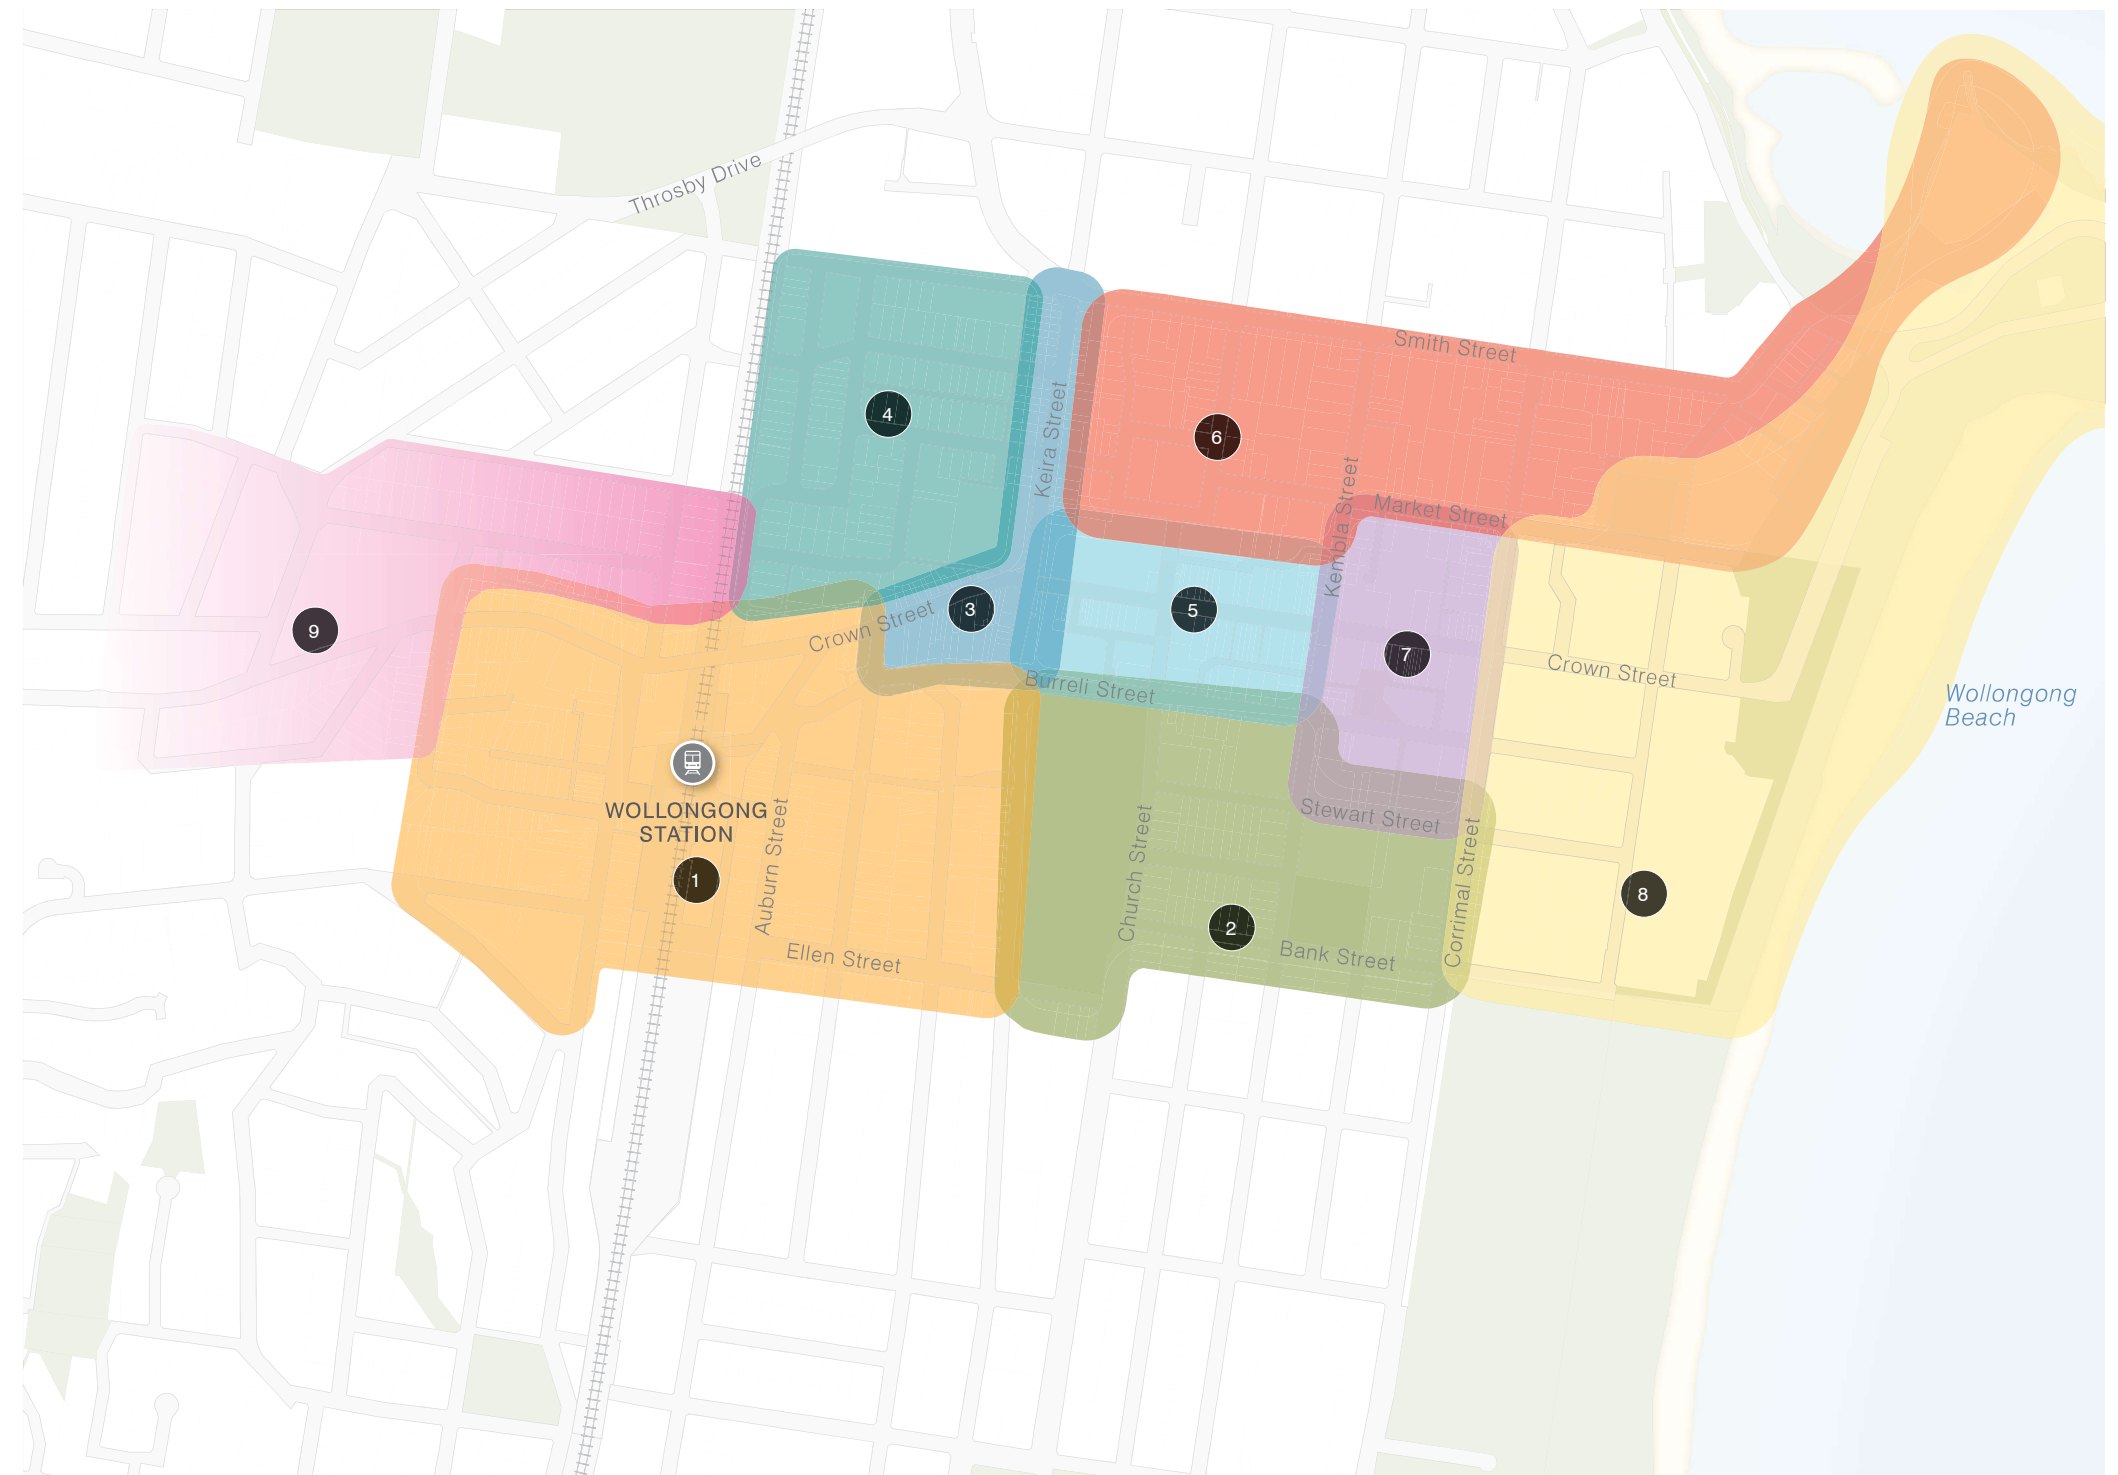 Throsby Drive
Smith Street
4
Keira Street
6
Kembla Street
Market Street
9
Crown Street
3
5
7
Crown Street
Burreli Street
Wollongong
Beach
WOLLONGONG
STATION
Auburn Street
Stewart Street
Church Street
Corrimal Street
1
8
2
Ellen Street
Bank Street